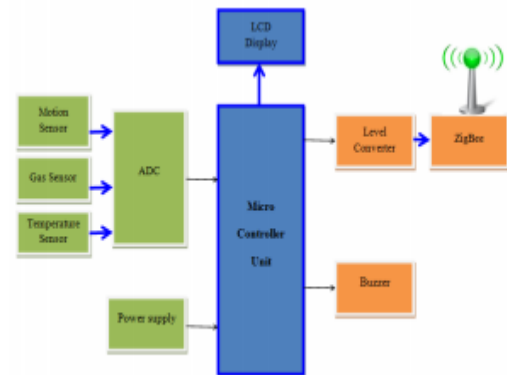 LCD
Display
Motion
Sensor
ADC
Gas Sensor
Temperature
Sensor
Power supply
Micro
Controller
Unit
Level
Converter
ZigBee
Buzzer